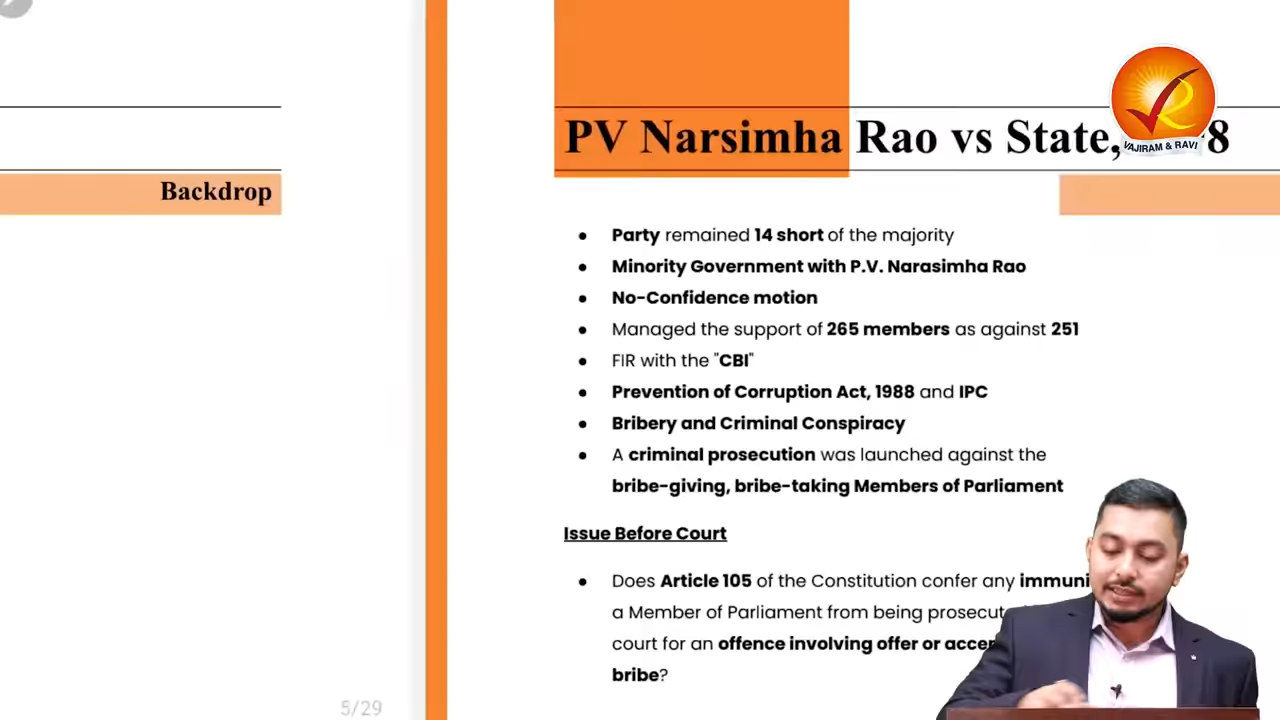 Backdrop
5/29
PV Narsimha Rao vs State,
8
VAJIRAM & RAVI
● Party remained 14 short of the majority
● Minority Government with P.V. Narasimha Rao
● No-Confidence motion
● Managed the support of 265 members as against 251
● FIR with the "CBI"
● Prevention of Corruption Act, 1988 and IPC
● Bribery and Criminal Conspiracy
● A criminal prosecution was launched against the
bribe-giving, bribe-taking Members of Parliament
Issue Before Court
● Does Article 105 of the Constitution confer any
a Member of Parliament from being
court for an offence involving offer or
bribe?